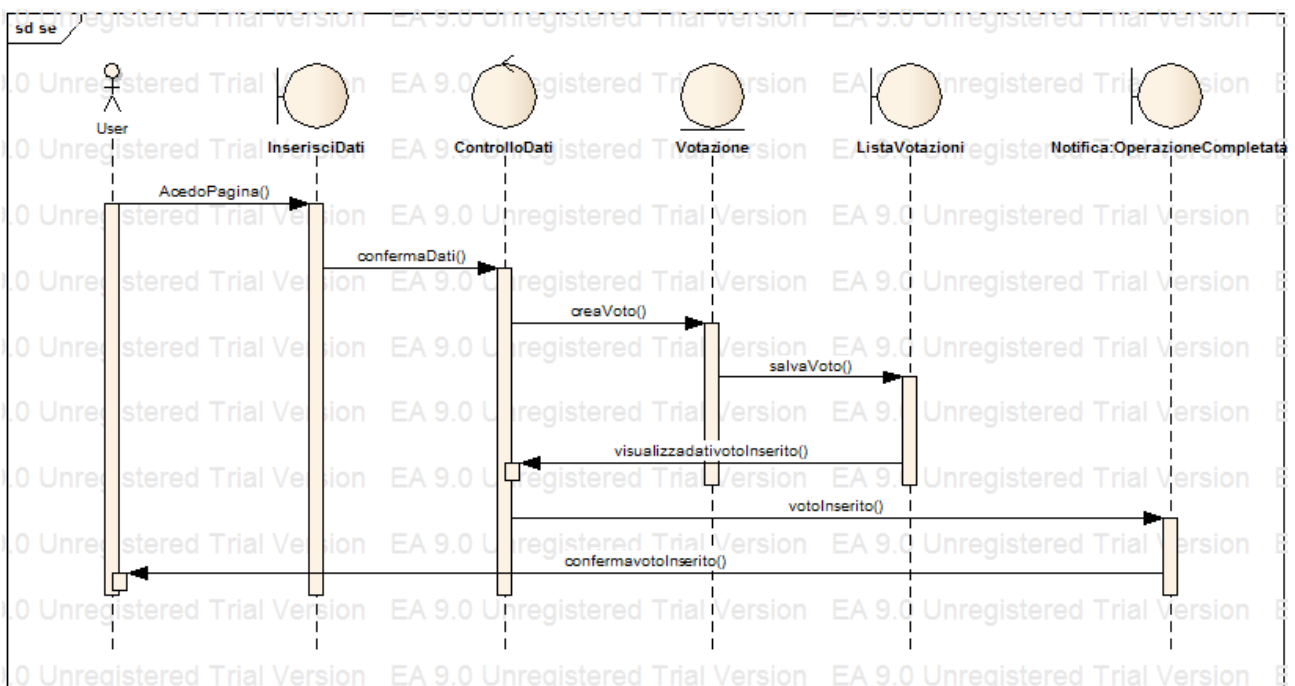 sd se
User
InserisciDati
ControlloDati
Votazione
ListaVotazioni
Notifica:OperazioneCompletata
AcedoPagina()
confermaDati()
creaVoto()
salvaVoto()
visualizzadativotoInserito()
votoInserito()
confermavotoInserito()
EA 9.0 Unregistered Trial Version